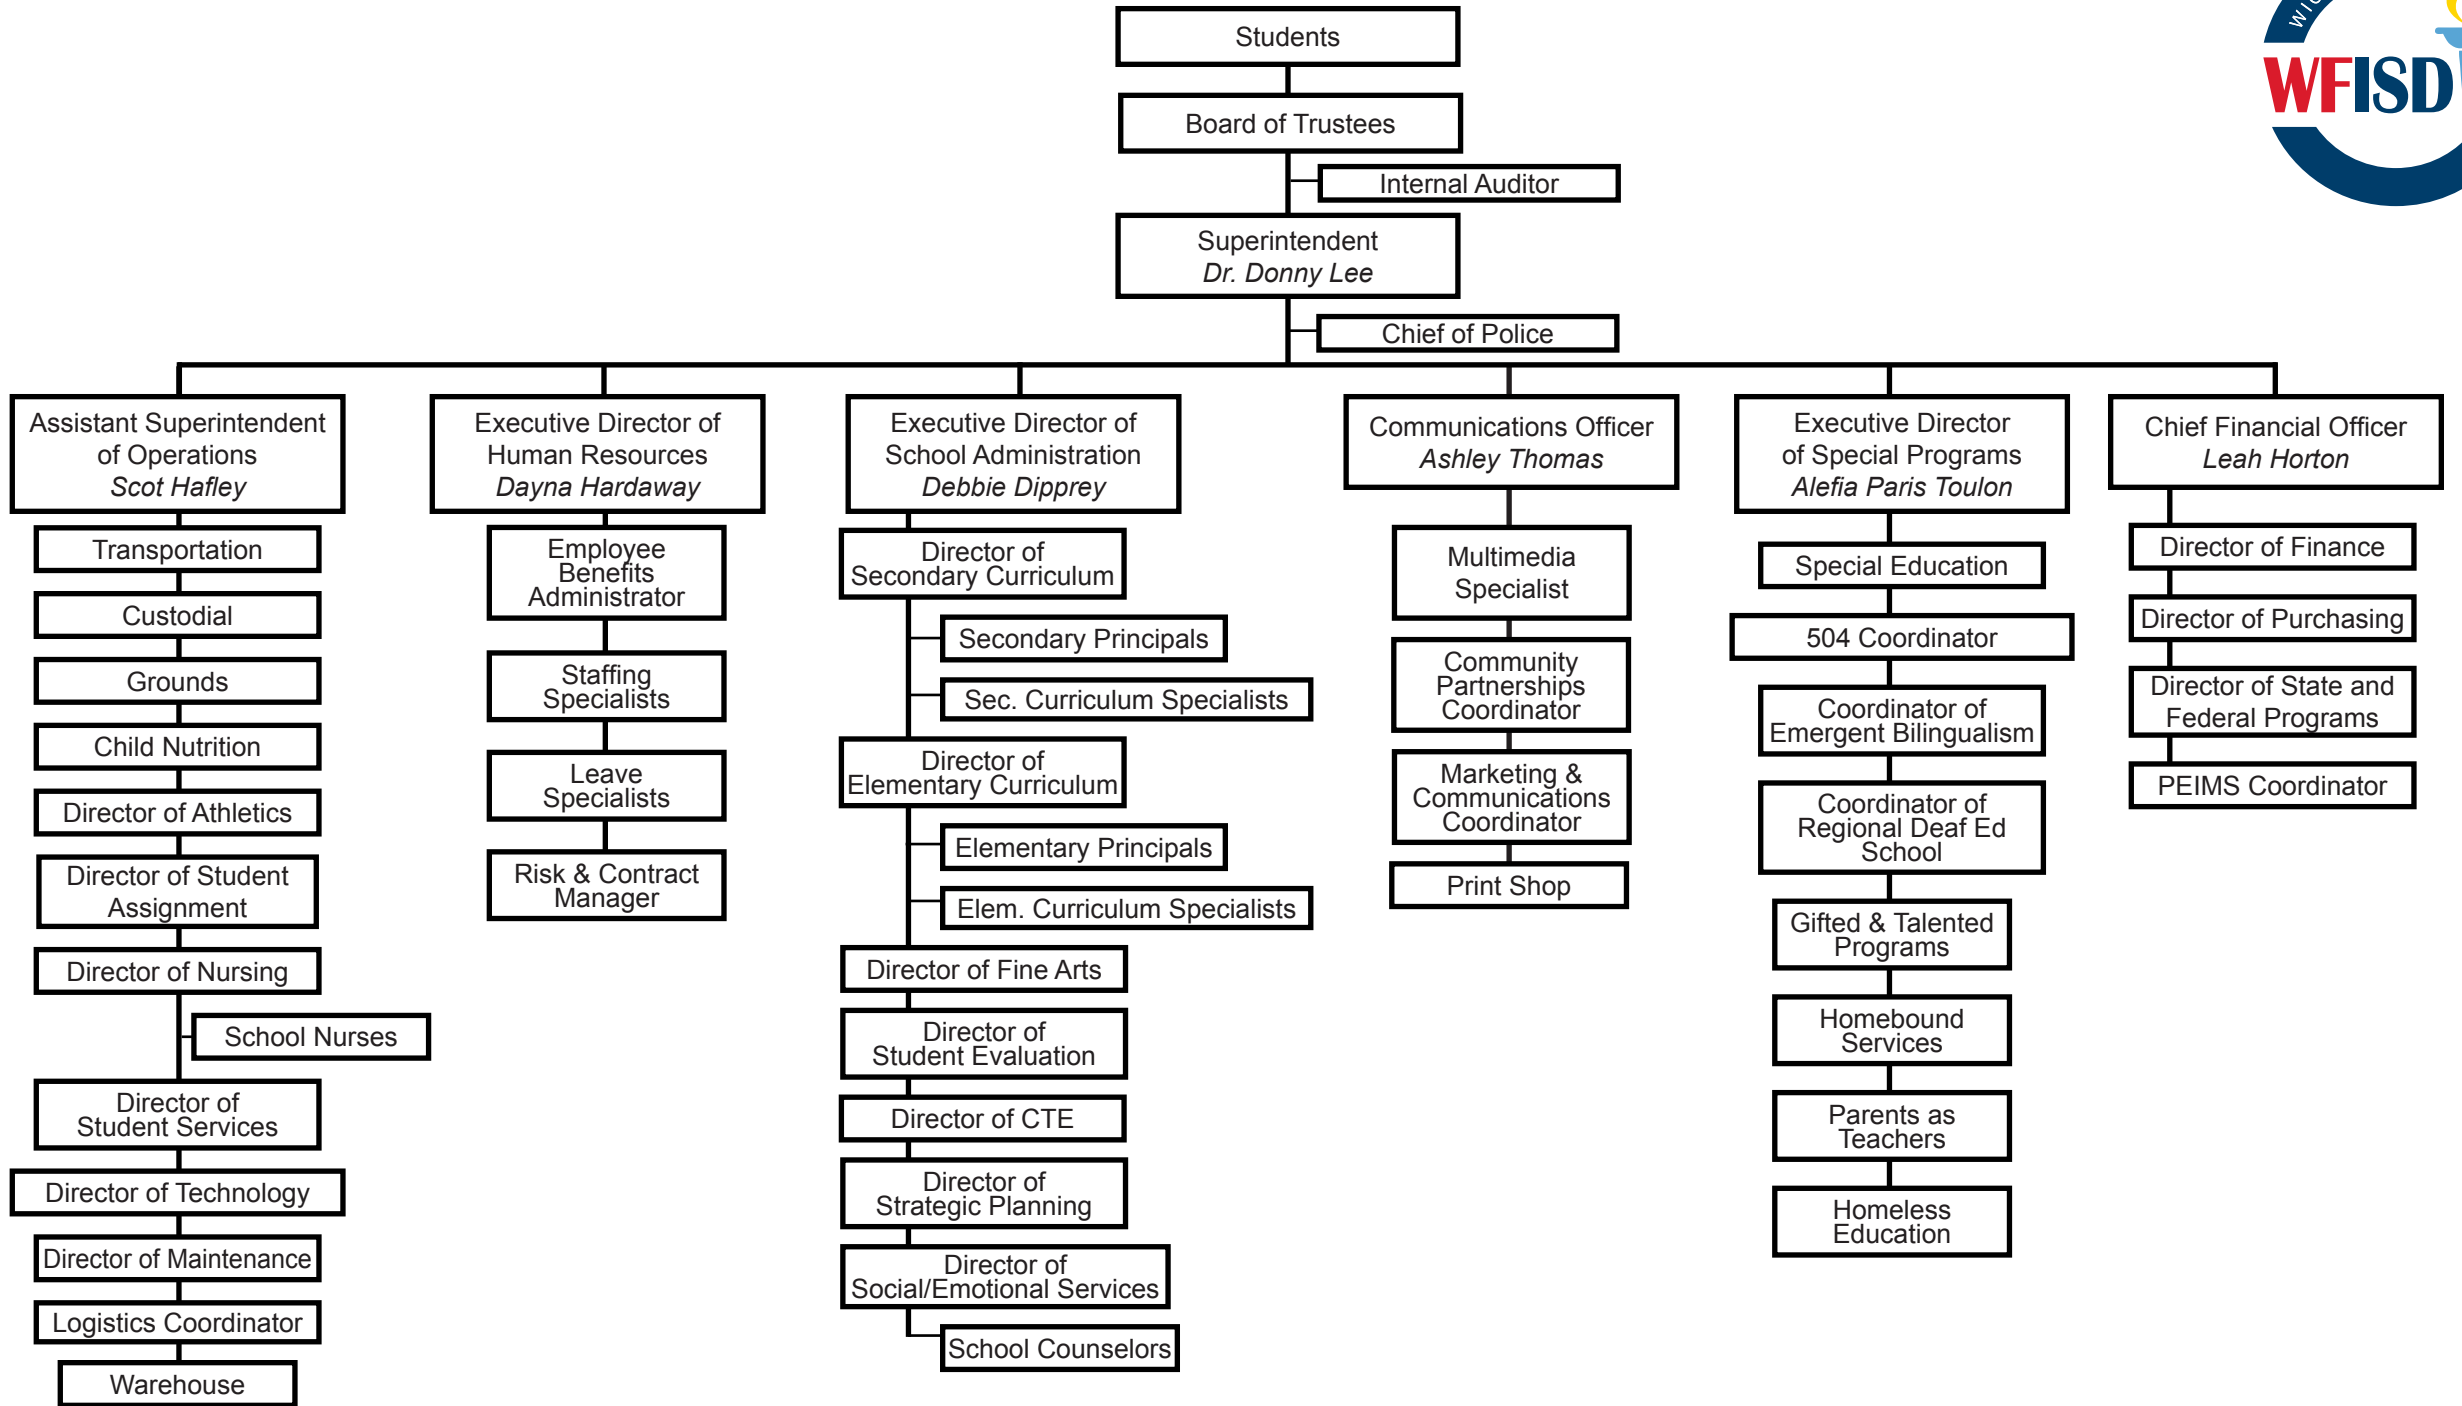 Students
WIC
WFISD
Board of Trustees
Internal Auditor
Superintendent
Dr. Donny Lee
Chief of Police
Assistant Superintendent
of Operations
Scot Hafley
Transportation
Custodial
Grounds
Child Nutrition
Director of Athletics
Director of Student
Assignment
Director of Nursing
School Nurses
Director of
Student Services
Director of Technology
Director of Maintenance
Logistics Coordinator
Warehouse
Executive Director of
Human Resources
Dayna Hardaway
Employee
Benefits
Administrator
Staffing
Specialists
Leave
Specialists
Risk & Contract
Manager
Executive Director of
School Administration
Debbie Dipprey
Director of
Secondary Curriculum
Secondary Principals
Sec. Curriculum Specialists
Director of
Elementary Curriculum
Elementary Principals
Elem. Curriculum Specialists
Director of Fine Arts
Director of
Student Evaluation
Director of CTE
Director of
Strategic Planning
Director of
Social/Emotional Services
School Counselors
Communications Officer
Ashley Thomas
Multimedia
Specialist
Community
Partnerships
Coordinator
Marketing &
Communications
Coordinator
Print Shop
Executive Director
of Special Programs
Alefia Paris Toulon
Special Education
504 Coordinator
Coordinator of
Emergent Bilingualism
Coordinator of
Regional Deaf Ed
School
Gifted & Talented
Programs
Homebound
Services
Parents as
Teachers
Homeless
Education
Chief Financial Officer
Leah Horton
Director of Finance
Director of Purchasing
Director of State and
Federal Programs
PEIMS Coordinator